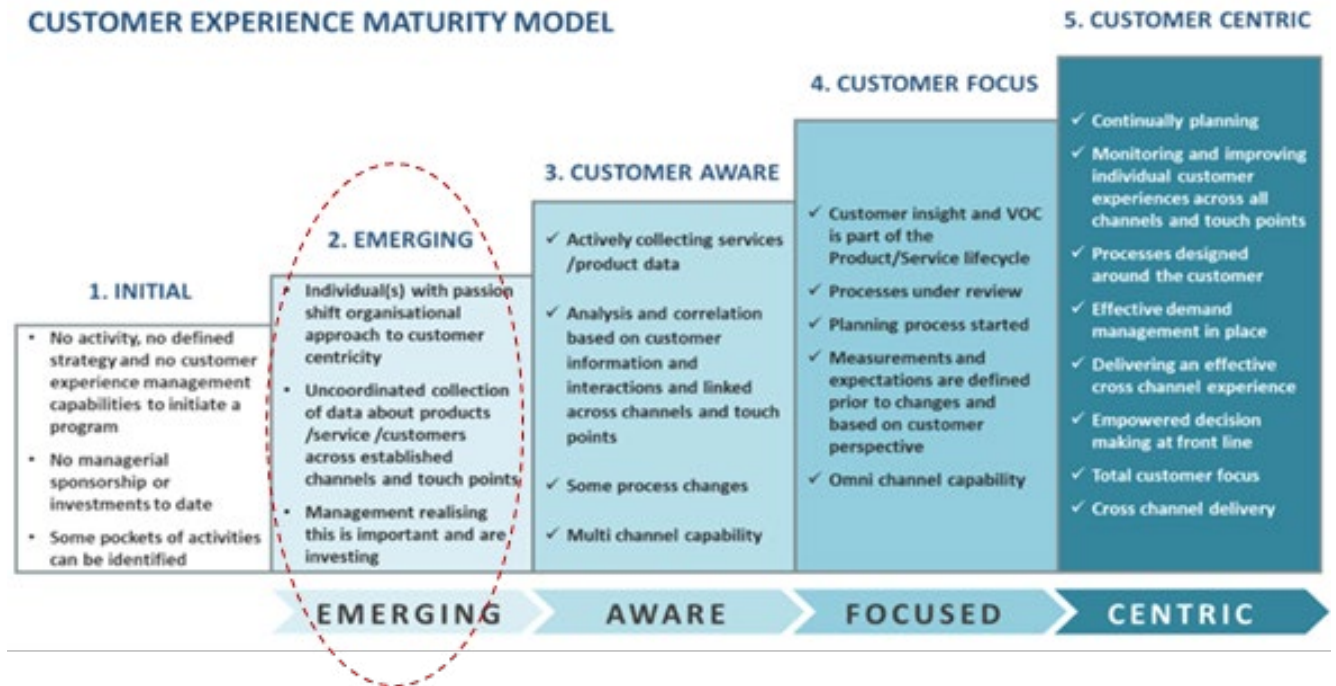 CUSTOMER EXPERIENCE MATURITY MODEL
1. INITIAL
• No activity, no defined
strategy and no customer
experience management
capabilities to initiate a
program
• No managerial
sponsorship or
investments to date
• Some pockets of activities
can be identified
2. EMERGING
• Individual(s) with passion
shift organisational
approach to customer
centricity
• Uncoordinated collection
of data about products
/service /customers
across established
channels and touch points
• Management realising
this is important and are
investing
3. CUSTOMER AWARE
✓ Actively collecting services
/product data
✓ Analysis and correlation
based on customer
information and
interactions and linked
across channels and touch
points
✓ Some process changes
✓ Multi channel capability
4. CUSTOMER FOCUS
✓ Customer insight and VOC
is part of the
Product/Service lifecycle
✓ Processes under review
✓ Planning process started
✓ Measurements and
expectations are defined
prior to changes and
based on customer
perspective
✓ Omni channel capability
5. CUSTOMER CENTRIC
✓ Continually planning
✓ Monitoring and improving
individual customer
experiences across all
channels and touch points
✓ Processes designed
around the customer
✓ Effective demand
management in place
✓ Delivering an effective
cross channel experience
✓ Empowered decision
making at front line
✓ Total customer focus
✓ Cross channel delivery
EMERGING
AWARE
FOCUSED
CENTRIC